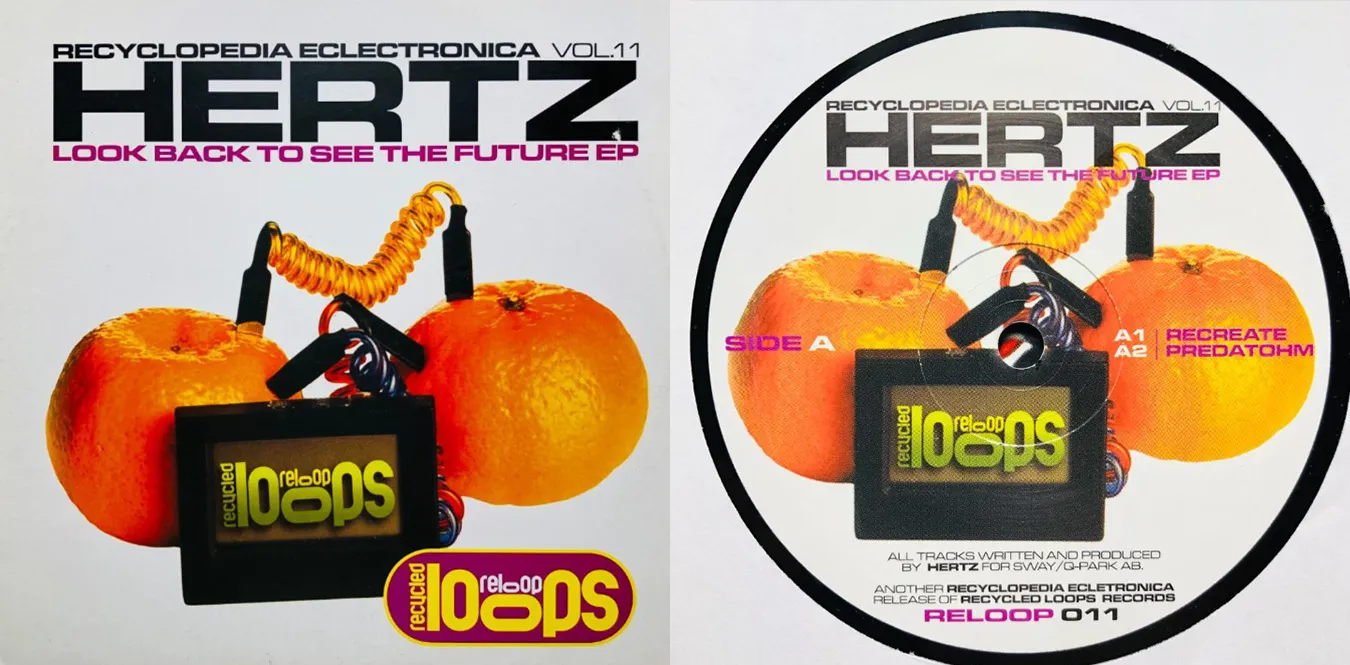 RECYCLOPEDIA ECLECTRONICA VOL.11
HERTZ
LOOK BACK TO SEE THE FUTURE EP
recycled loops reloop
recycled loops reloop
RECYCLOPEDIA ECLECTRONICA VOL.11
HERTZ
LOOK BACK TO SEE THE FUTURE EP
SIDE A
A1 | RECREATE
A2 | PREDATOHM
recycled loops reloop
ALL TRACKS WRITTEN AND PRODUCED
BY HERTZ FOR SWAY/Q-PARK AB.
ANOTHER RECYCLOPEDIA ECLETRONICA
RELEASE OF RECYCLED LOOPS RECORDS
RELOOP 011